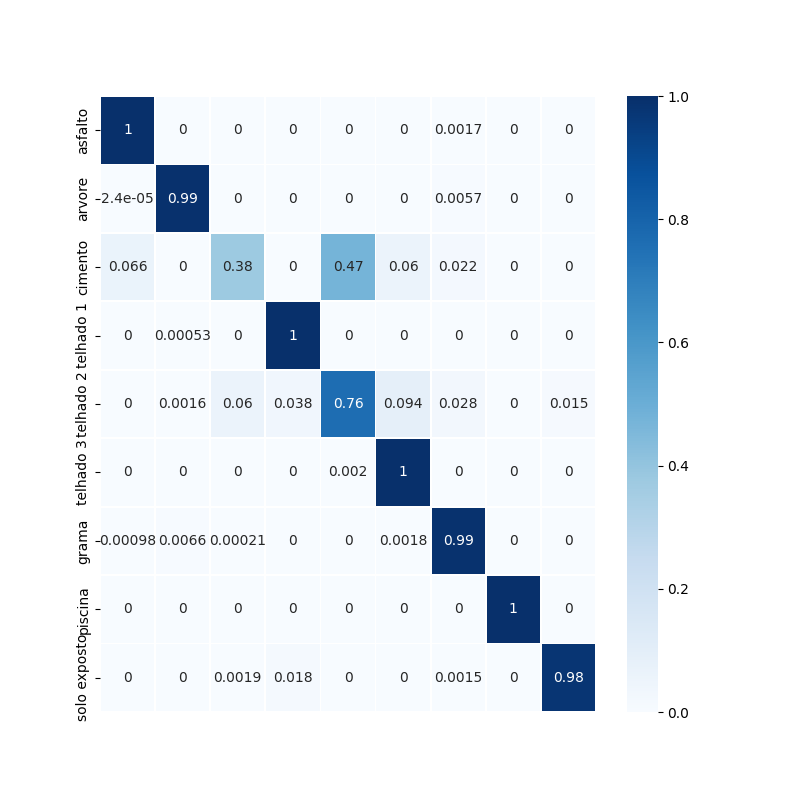 asfalto 1 0 0 0 0 0 0.0017 0 0
arvore 2.4e-05 0.99 0 0 0 0 0.0057 0 0
cimento 0.066 0 0.38 0 0.47 0.06 0.022 0 0
telhado 1 0 0.00053 0 1 0 0 0 0 0
telhado 2 0 0.0016 0.06 0.038 0.76 0.094 0.028 0 0.015
telhado 3 0 0 0 0 0.002 1 0 0 0
grama 0.00098 0.0066 0.00021 0 0 0.0018 0.99 0 0
piscina 0 0 0 0 0 0 0 1 0
solo exposto 0 0 0.0019 0.018 0 0 0.0015 0 0.98
1.0
0.8
0.6
0.4
0.2
0.0